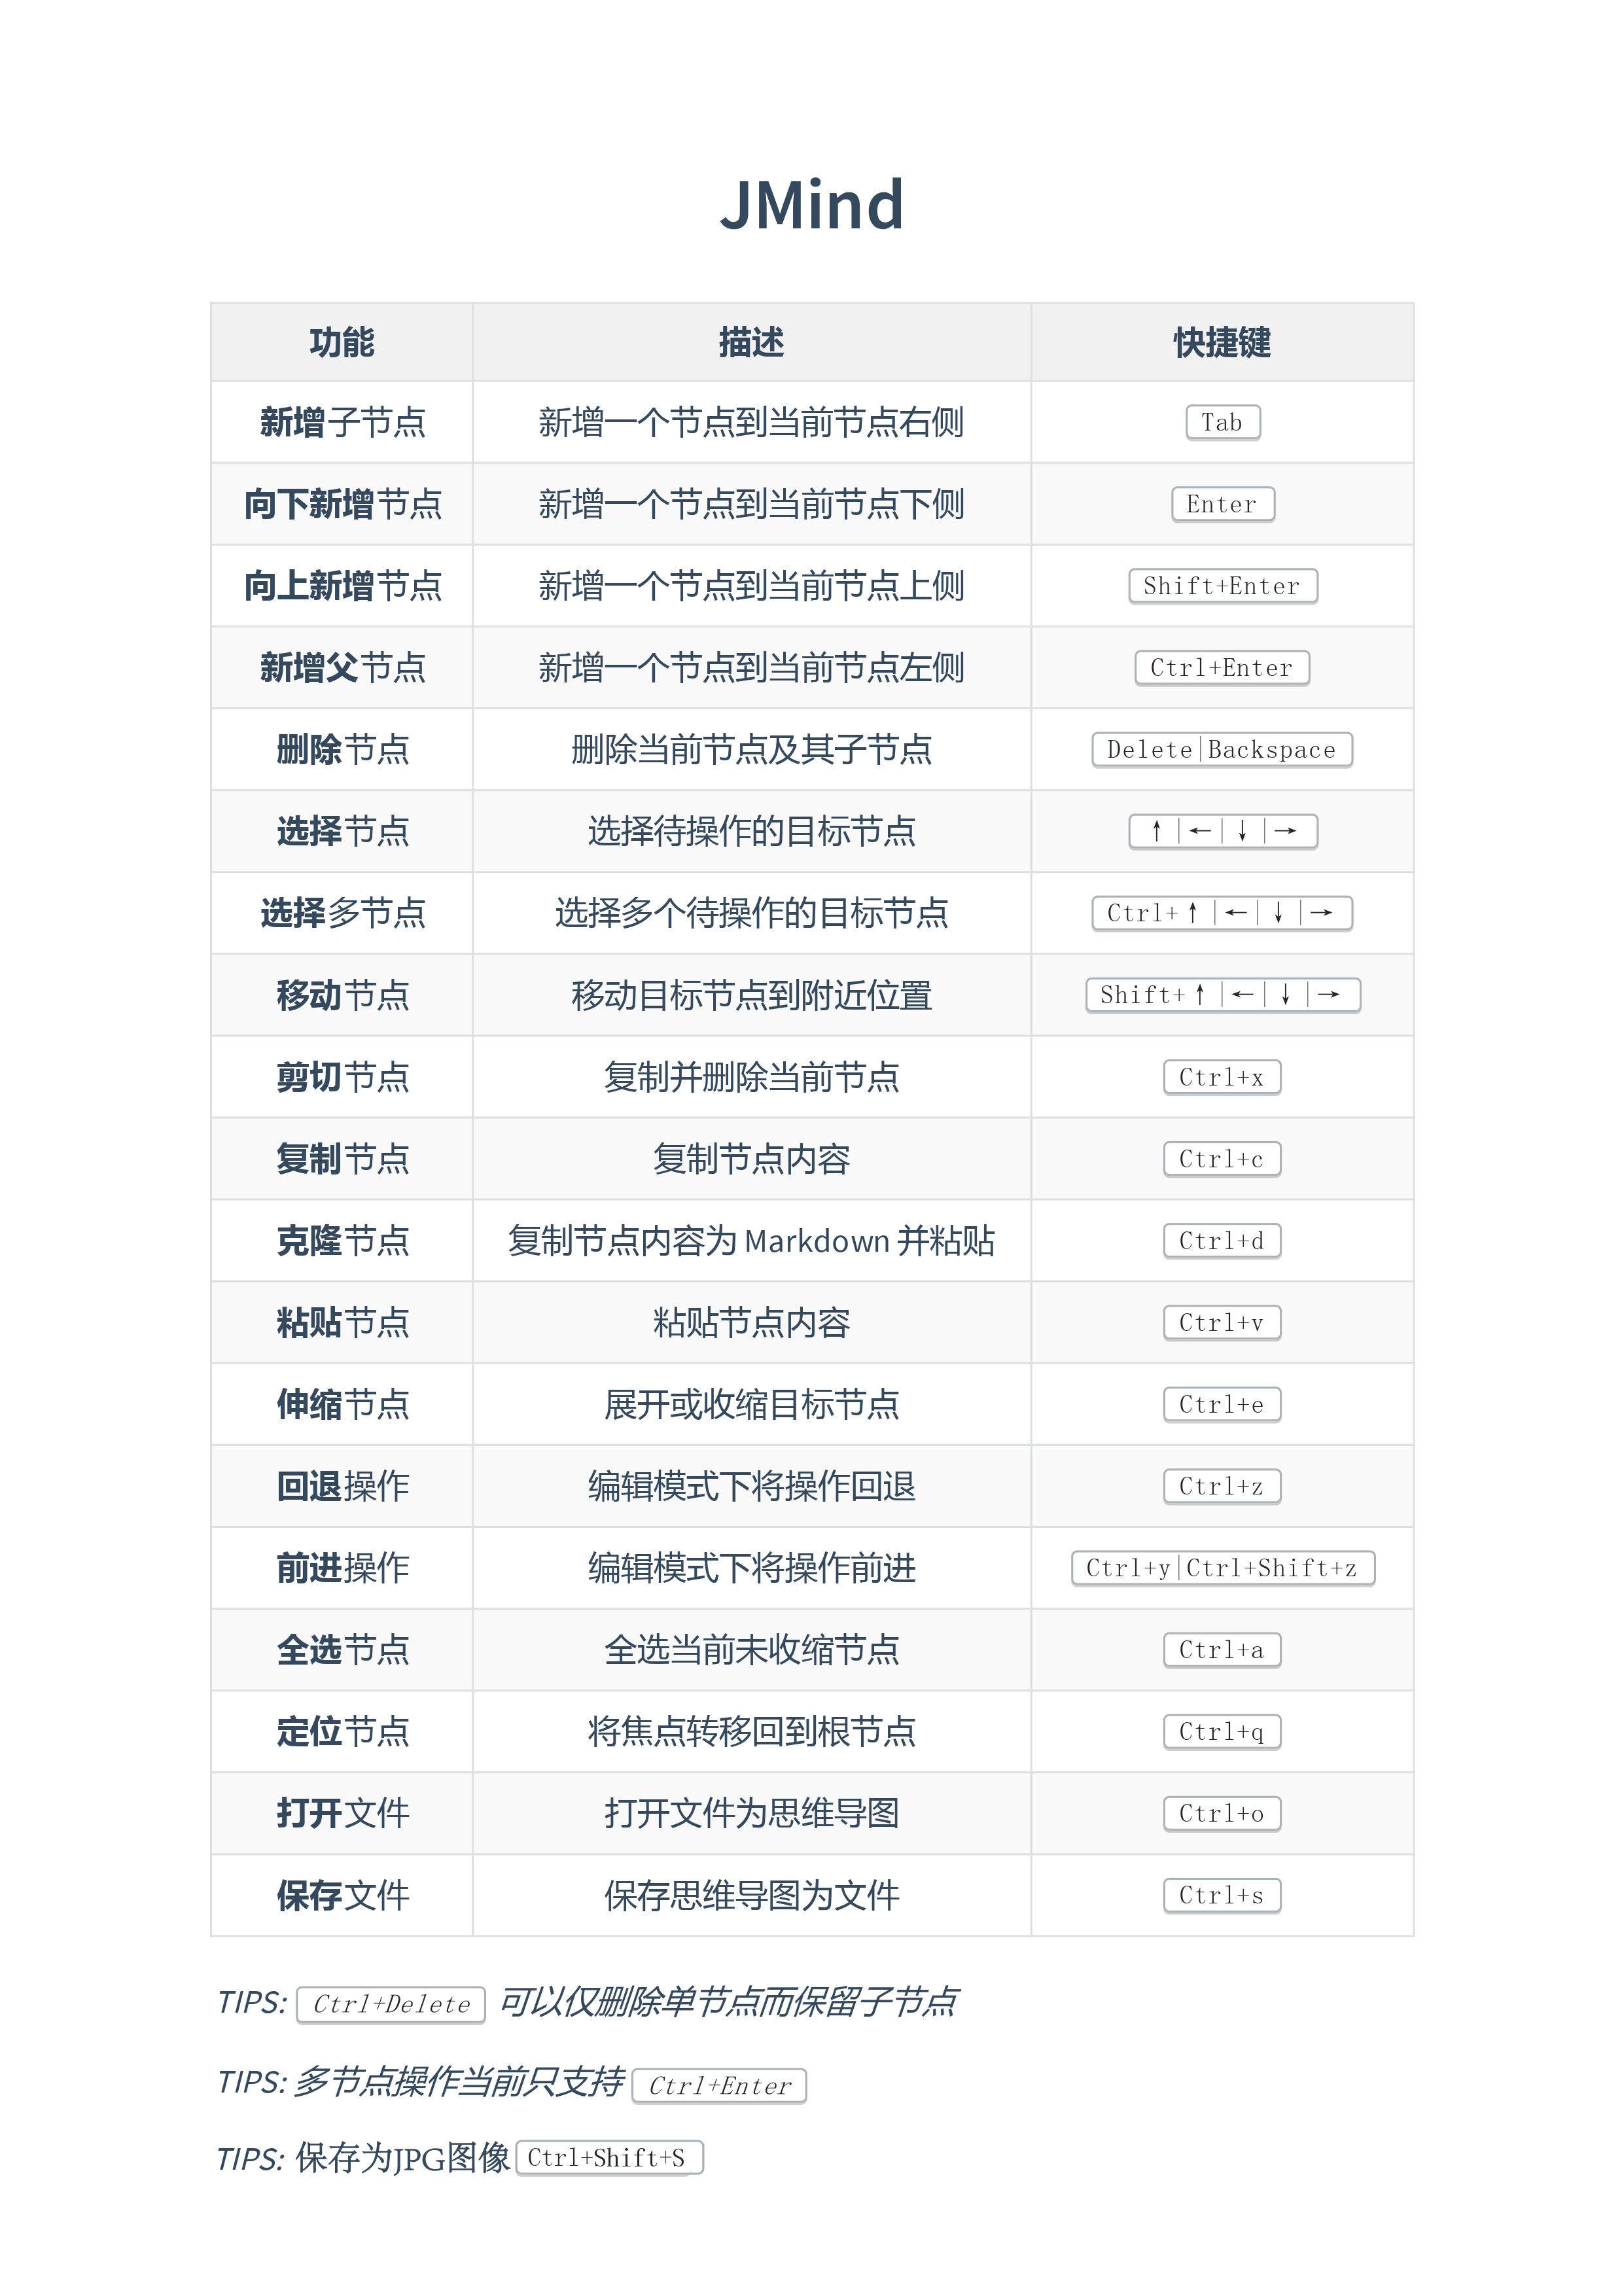 JMind
功能 描述 快捷键
新增子节点 新增一个节点到当前节点右侧 Tab
向下新增节点 新增一个节点到当前节点下侧 Enter
向上新增节点 新增一个节点到当前节点上侧 Shift+Enter
新增父节点 新增一个节点到当前节点左侧 Ctrl+Enter
删除节点 删除当前节点及其子节点 Delete|Backspace
选择节点 选择待操作的目标节点 ↑|←|↓|→
选择多节点 选择多个待操作的目标节点 Ctrl+↑|←|↓|→
移动节点 移动目标节点到附近位置 Shift+↑|←|↓|→
剪切节点 复制并删除当前节点 Ctrl+x
复制节点 复制节点内容 Ctrl+c
克隆节点 复制节点内容为 Markdown 并粘贴 Ctrl+d
粘贴节点 粘贴节点内容 Ctrl+v
伸缩节点 展开或收缩目标节点 Ctrl+e
回退操作 编辑模式下将操作回退 Ctrl+z
前进操作 编辑模式下将操作前进 Ctrl+y|Ctrl+Shift+z
全选节点 全选当前未收缩节点 Ctrl+a
定位节点 将焦点转移回到根节点 Ctrl+q
打开文件 打开文件为思维导图 Ctrl+o
保存文件 保存思维导图为文件 Ctrl+s
TIPS: Ctrl+Delete 可以仅删除单节点而保留子节点
TIPS: 多节点操作当前只支持 Ctrl+Enter
TIPS: 保存为JPG图像 Ctrl+Shift+S